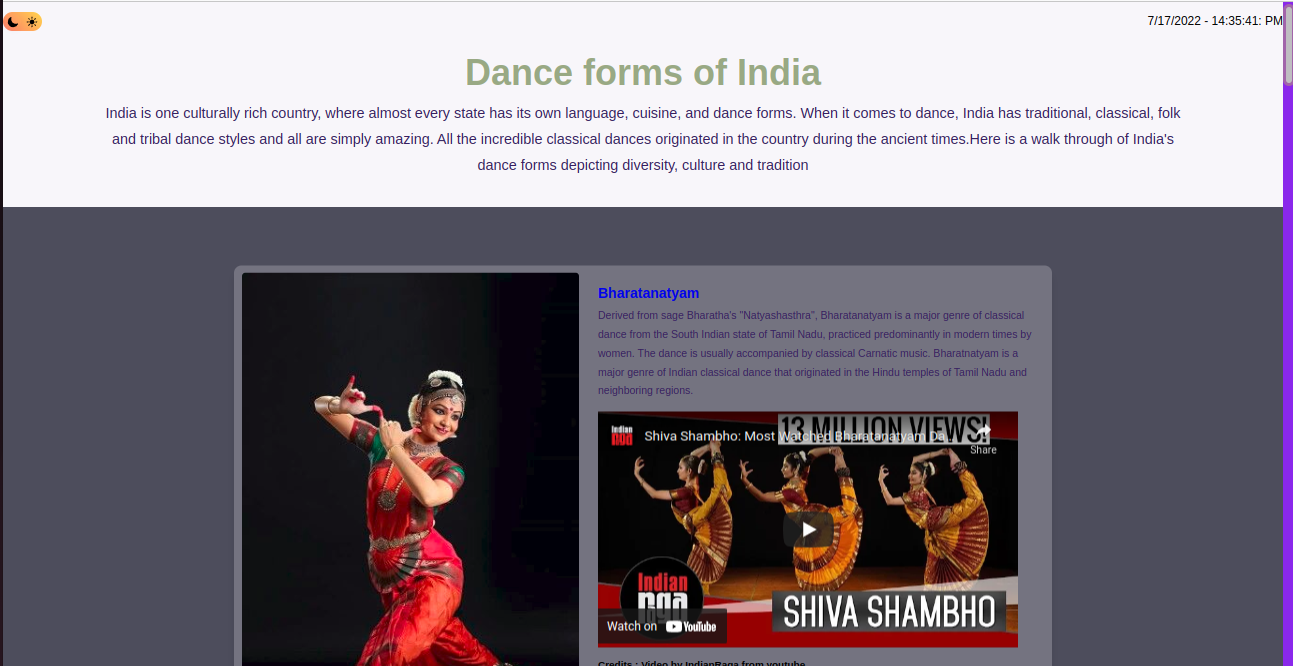 7/17/2022 - 14:35:41: PM
Dance forms of India
India is one culturally rich country, where almost every state has its own language, cuisine, and dance forms. When it comes to dance, India has traditional, classical, folk
and tribal dance styles and all are simply amazing. All the incredible classical dances originated in the country during the ancient times.Here is a walk through of India's
dance forms depicting diversity, culture and tradition
Bharatanatyam
Derived from sage Bharatha's "Natyashasthra", Bharatanatyam is a major genre of classical
dance from the South Indian state of Tamil Nadu, practiced predominantly in modern times by
women. The dance is usually accompanied by classical Carnatic music. Bharatnatyam is a
major genre of Indian classical dance that originated in the Hindu temples of Tamil Nadu and
neighboring regions.
13 MILLION VIEWS!
Indian
raga
Shiva Shambho: Most Watched Bharatanatyam Da...
Share
Indian
raga
SHIVA SHAMBHO
Watch on YouTube
Credits : Video by IndianRaga from youtube